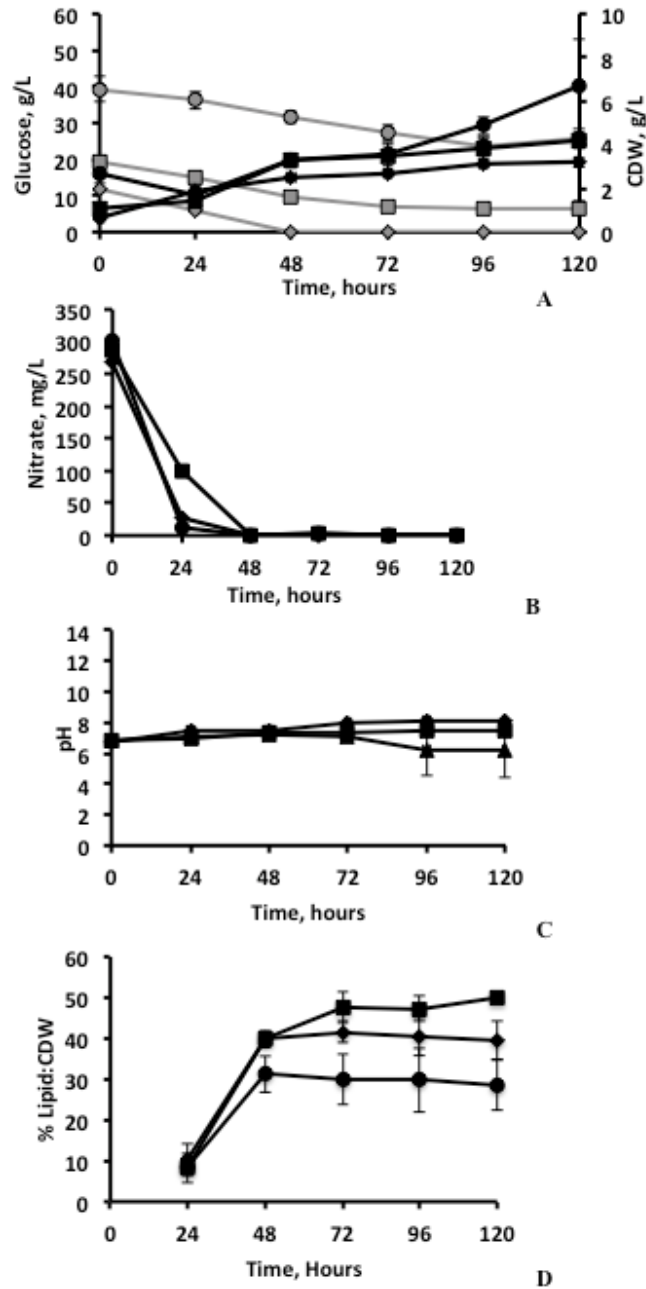 Glucose, g/L
60
50
40
30
20
10
0
CDW, g/L
10
8
6
4
2
0
0 24 48 72 96 120
Time, hours
A
Nitrate, mg/L
350
300
250
200
150
100
50
0
0 24 48 72 96 120
Time, hours
B
pH
14
12
10
8
6
4
2
0
0 24 48 72 96 120
Time, hours
C
% Lipid:CDW
60
50
40
30
20
10
0
0 24 48 72 96 120
Time, Hours
D